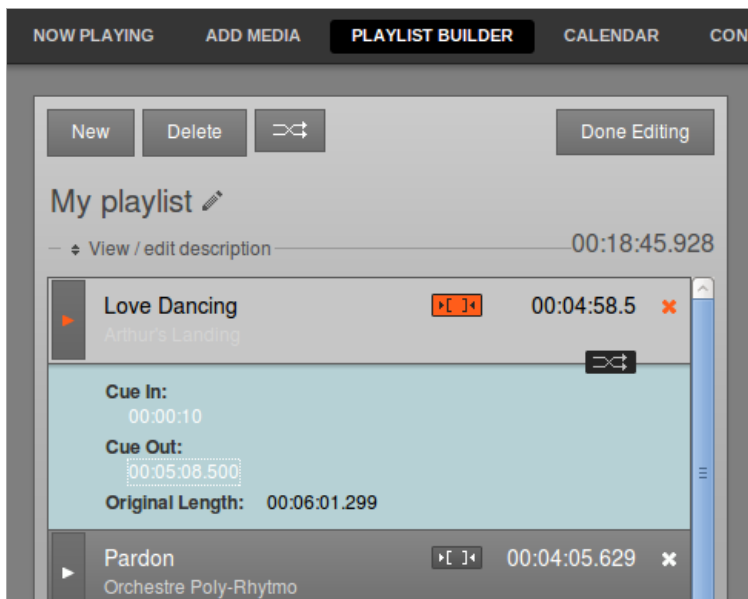 NOW PLAYING ADD MEDIA PLAYLIST BUILDER CALENDAR CON
New Delete Done Editing
My playlist
View / edit description 00:18:45.928
Love Dancing 00:04:58.5
Arthur's Landing
Cue In:
00:00:10
Cue Out:
00:05:08.500
Original Length: 00:06:01.299
Pardon 00:04:05.629
Orchestre Poly-Rhytmo